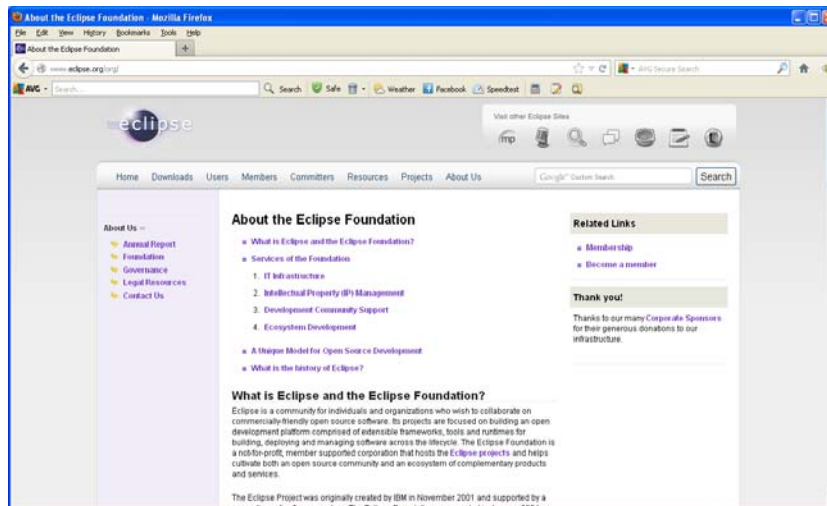 About the Eclipse Foundation - Mozilla Firefox
File Edit View History Bookmarks Tools Help
About the Eclipse Foundation
www.eclipse.org/org/
AVG Secure Search
AVG Search... Search Safe Weather Facebook Speedtest
eclipse
Visit other Eclipse Sites
mp
Home Downloads Users Members Committers Resources Projects About Us
Google™ Custom Search Search
About Us
Annual Report
Foundation
Governance
Legal Resources
Contact Us
About the Eclipse Foundation
What is Eclipse and the Eclipse Foundation?
Services of the Foundation
1. IT Infrastructure
2. Intellectual Property (IP) Management
3. Development Community Support
4. Ecosystem Development
A Unique Model for Open Source Development
What is the history of Eclipse?
What is Eclipse and the Eclipse Foundation?
Eclipse is a community for individuals and organizations who wish to collaborate on
commercially-friendly open source software. Its projects are focused on building an open
development platform comprised of extensible frameworks, tools and runtimes for
building, deploying and managing software across the lifecycle. The Eclipse Foundation is
a not-for-profit, member supported corporation that hosts the Eclipse projects and helps
cultivate both an open source community and an ecosystem of complementary products
and services.
The Eclipse Project was originally created by IBM in November 2001 and supported by a
Related Links
Membership
Become a member
Thank you!
Thanks to our many Corporate Sponsors
for their generous donations to our
infrastructure.